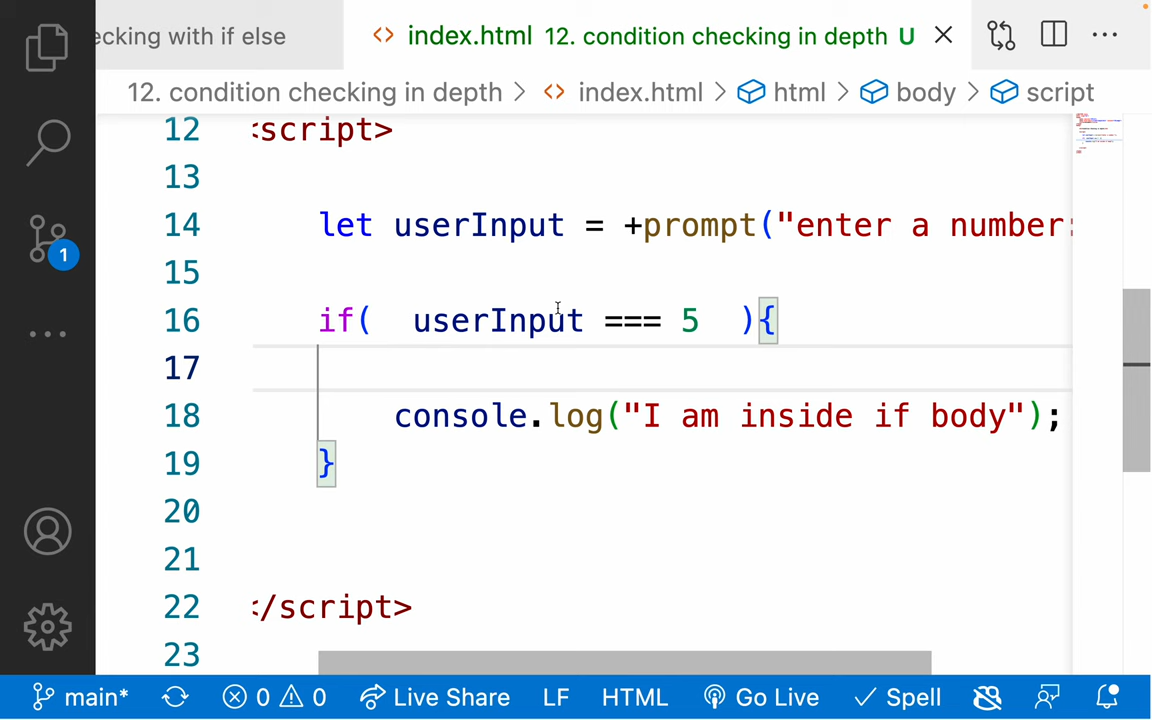 ecking with if else
index.html 12. condition checking in depth U
12. condition checking in depth > index.html > html > body > script
12 <script>
13
14 let userInput = +prompt("enter a number:
15
16 if( userInput === 5 ){
17
18 console.log("I am inside if body");
19 }
20
21
22 </script>
23
1
main* 0 0 Live Share LF HTML Go Live Spell